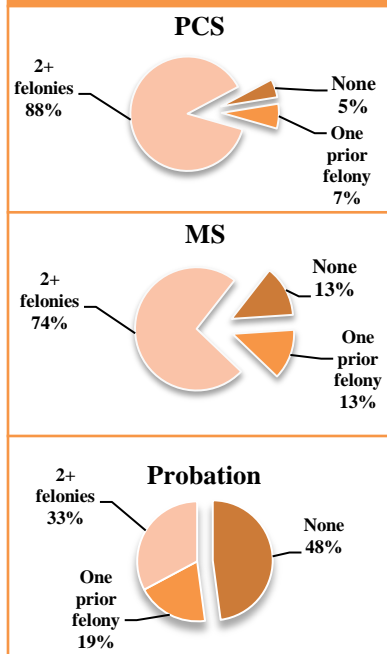 PCS
2+
felonies
88%
None
5%
One
prior
felony
7%
MS
2+
felonies
74%
None
13%
One
prior
felony
13%
Probation
2+
felonies
33%
None
48%
One
prior
felony
19%